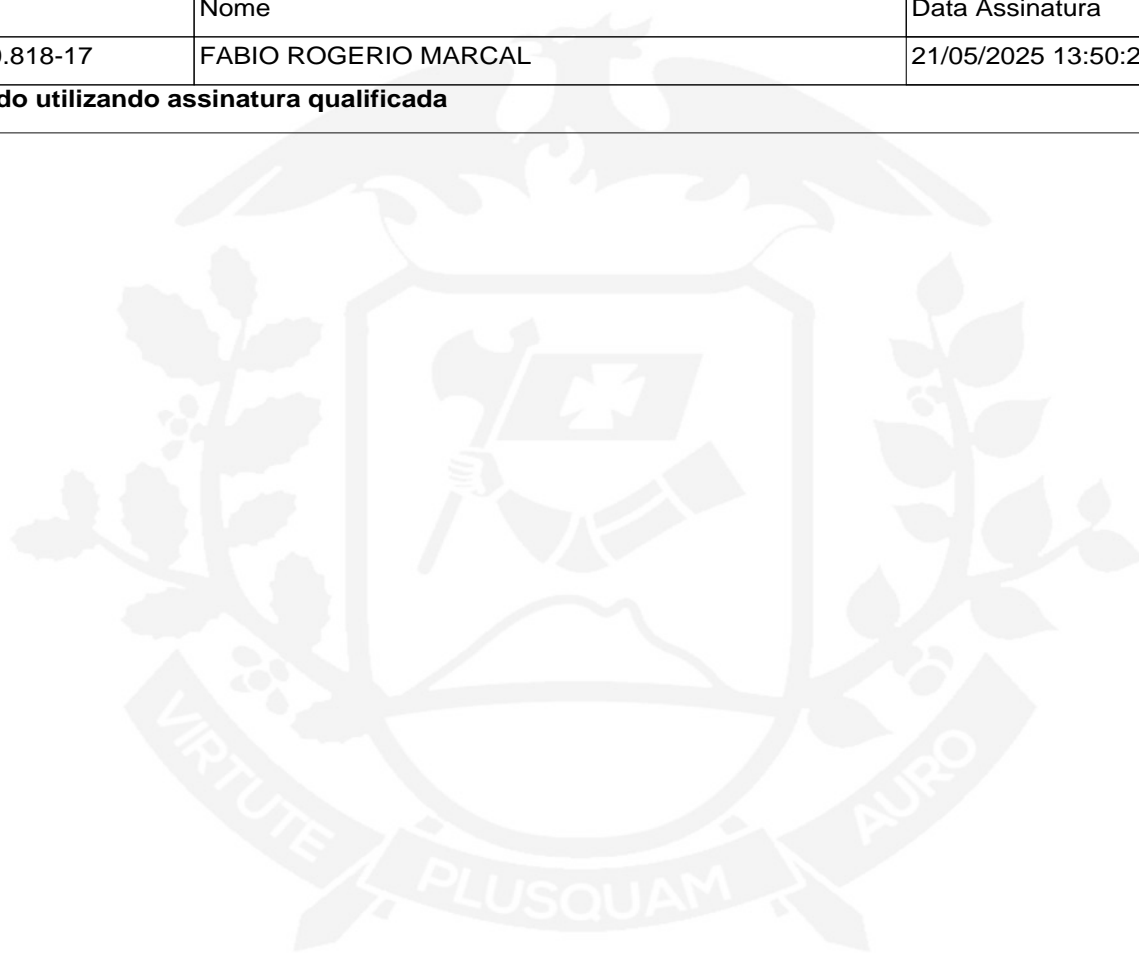 Nome Data Assinatura
.818-17 FABIO ROGERIO MARCAL 21/05/2025 13:50:2
do utilizando assinatura qualificada
VIRTUTE PLUSQUAM AURO